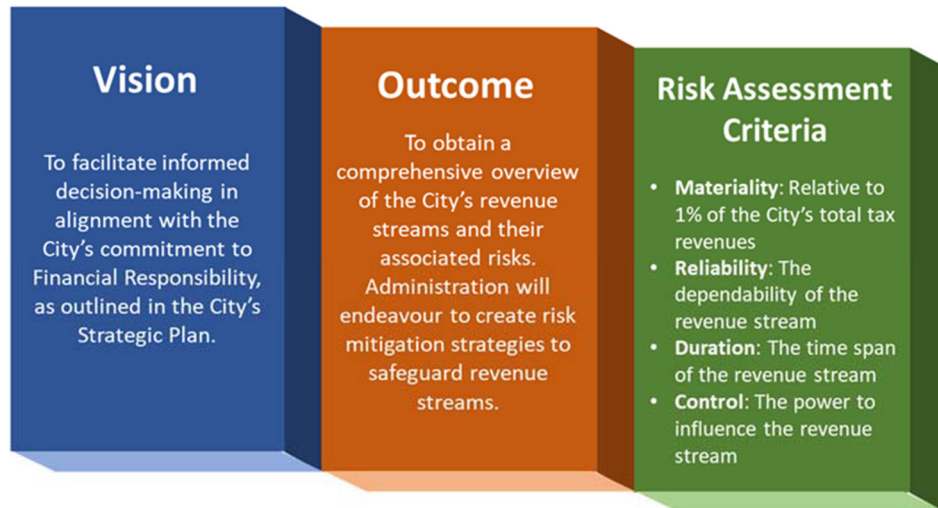 Vision
To facilitate informed
decision-making in
alignment with the
City's commitment to
Financial Responsibility,
as outlined in the City's
Strategic Plan.
Outcome
To obtain a
comprehensive overview
of the City's revenue
streams and their
associated risks.
Administration will
endeavour to create risk
mitigation strategies to
safeguard revenue
streams.
Risk Assessment
Criteria
• Materiality: Relative to
1% of the City's total tax
revenues
• Reliability: The
dependability of the
revenue stream
• Duration: The time span
of the revenue stream
• Control: The power to
influence the revenue
stream